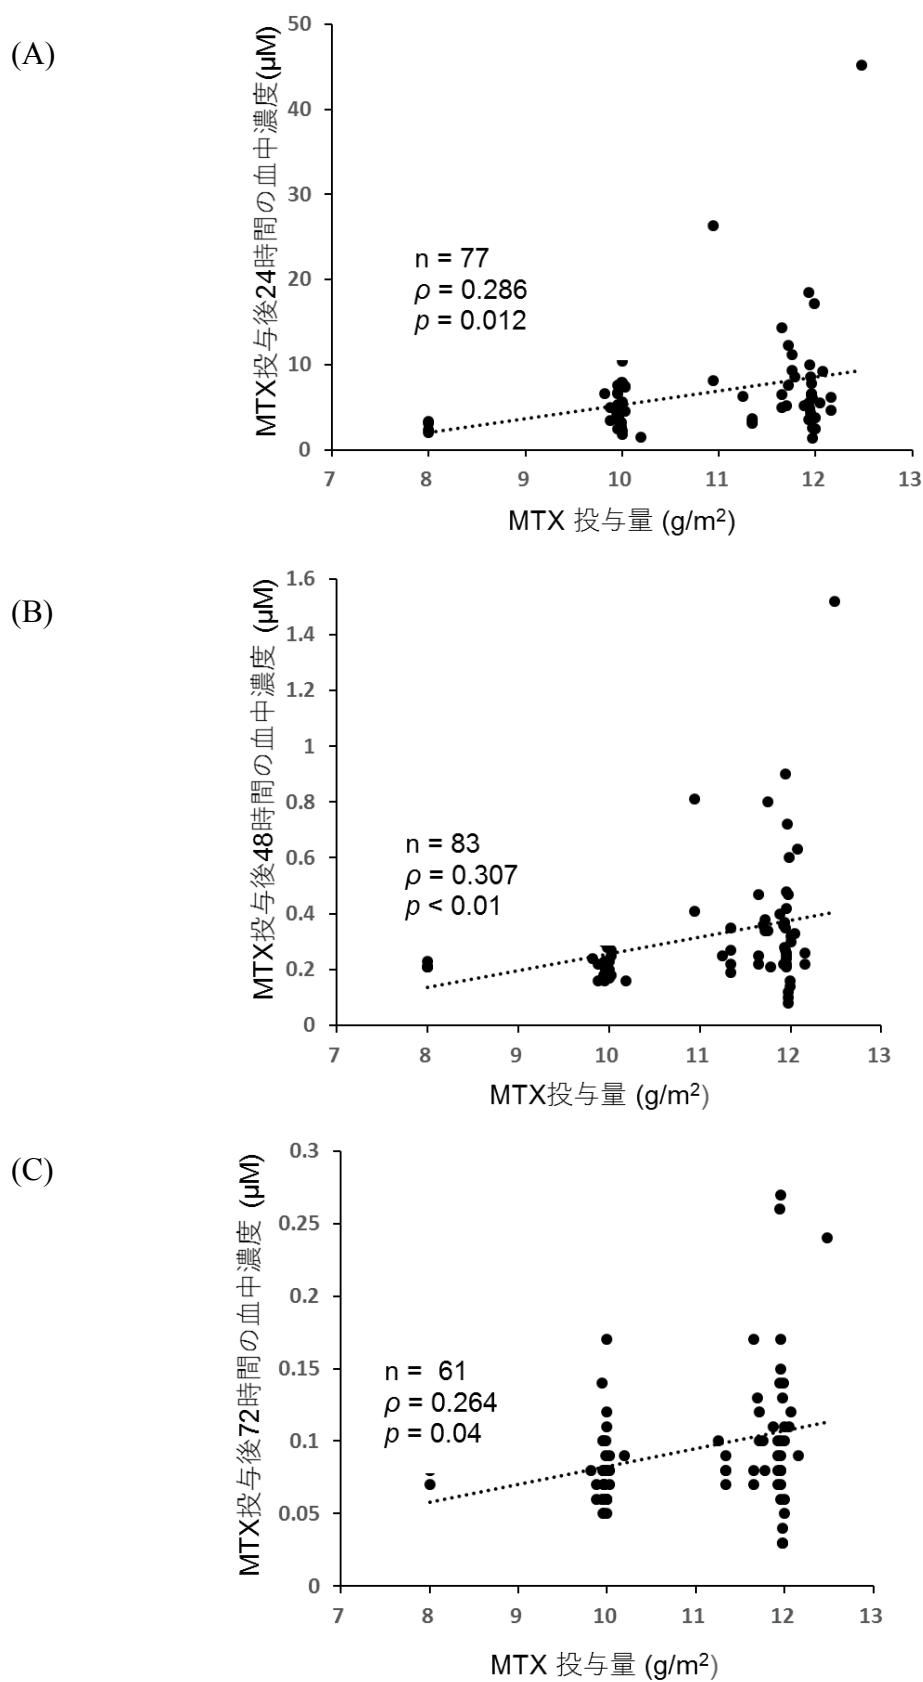 (A)
MTX投与後24時間の血中濃度(μM)
50
40
30
20
10
0
n = 77
ρ = 0.286
p = 0.012
7 8 9 10 11 12 13
MTX 投与量 (g/m²)
(B)
MTX投与後48時間の血中濃度 (μM)
1.6
1.4
1.2
1
0.8
0.6
0.4
0.2
0
n = 83
ρ = 0.307
p < 0.01
7 8 9 10 11 12 13
MTX投与量 (g/m²)
(C)
MTX投与後72時間の血中濃度 (μM)
0.3
0.25
0.2
0.15
0.1
0.05
0
n = 61
ρ = 0.264
p = 0.04
7 8 9 10 11 12 13
MTX 投与量 (g/m²)